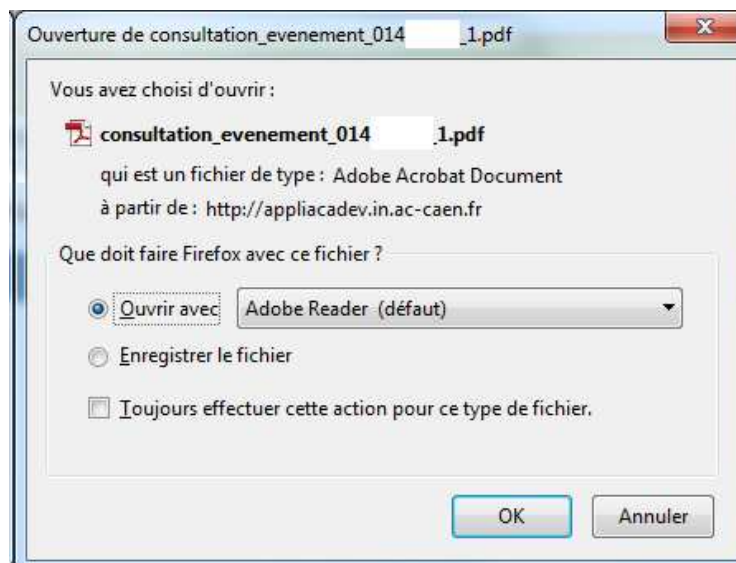 Ouverture de consultation_evenement_014 _1.pdf
Vous avez choisi d'ouvrir :
consultation_evenement_014 _1.pdf
qui est un fichier de type : Adobe Acrobat Document
à partir de : http://appliacadev.in.ac-caen.fr
Que doit faire Firefox avec ce fichier ?
Ouvrir avec Adobe Reader (défaut)
Enregistrer le fichier
Toujours effectuer cette action pour ce type de fichier.
OK Annuler